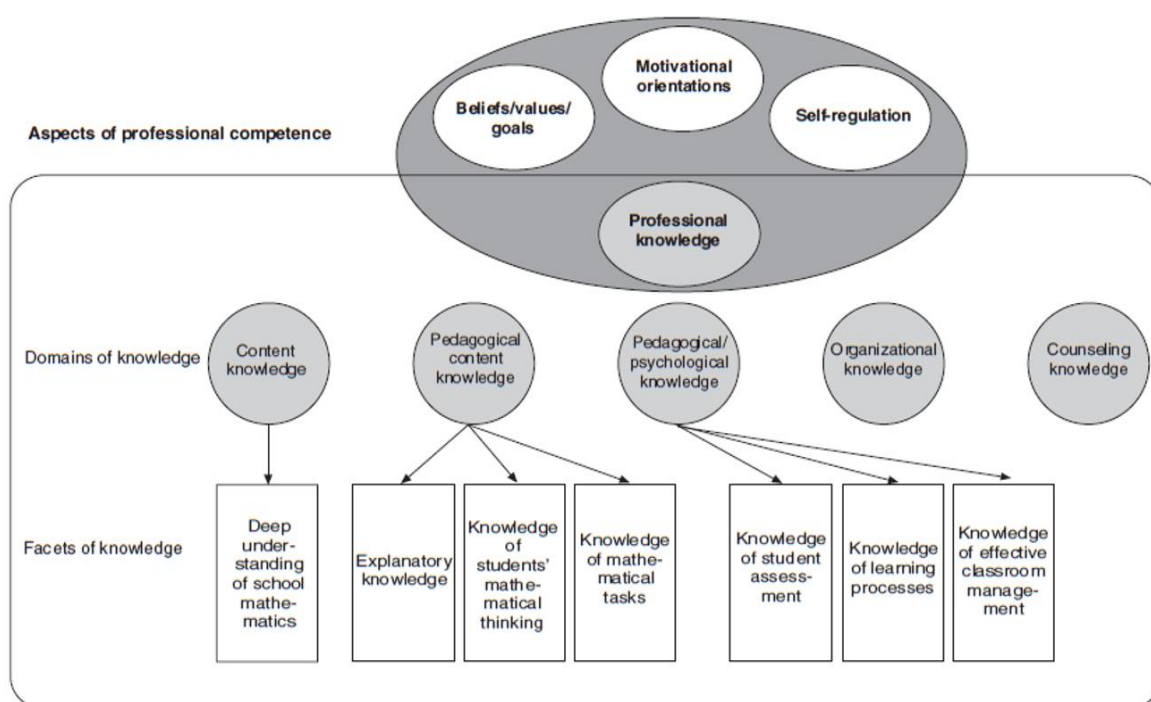 Motivational
orientations
Beliefs/values/
goals
Self-regulation
Aspects of professional competence
Professional
knowledge
Domains of knowledge
Content
knowledge
Pedagogical
content
knowledge
Pedagogical/
psychological
knowledge
Organizational
knowledge
Counseling
knowledge
Facets of knowledge
Deep
under-
standing
of school
mathe-
matics
Explanatory
knowledge
Knowledge
of
students'
mathe-
matical
thinking
Knowledge
of mathe-
matical
tasks
Knowledge
of student
assess-
ment
Knowledge
of learning
processes
Knowledge
of effective
classroom
manage-
ment